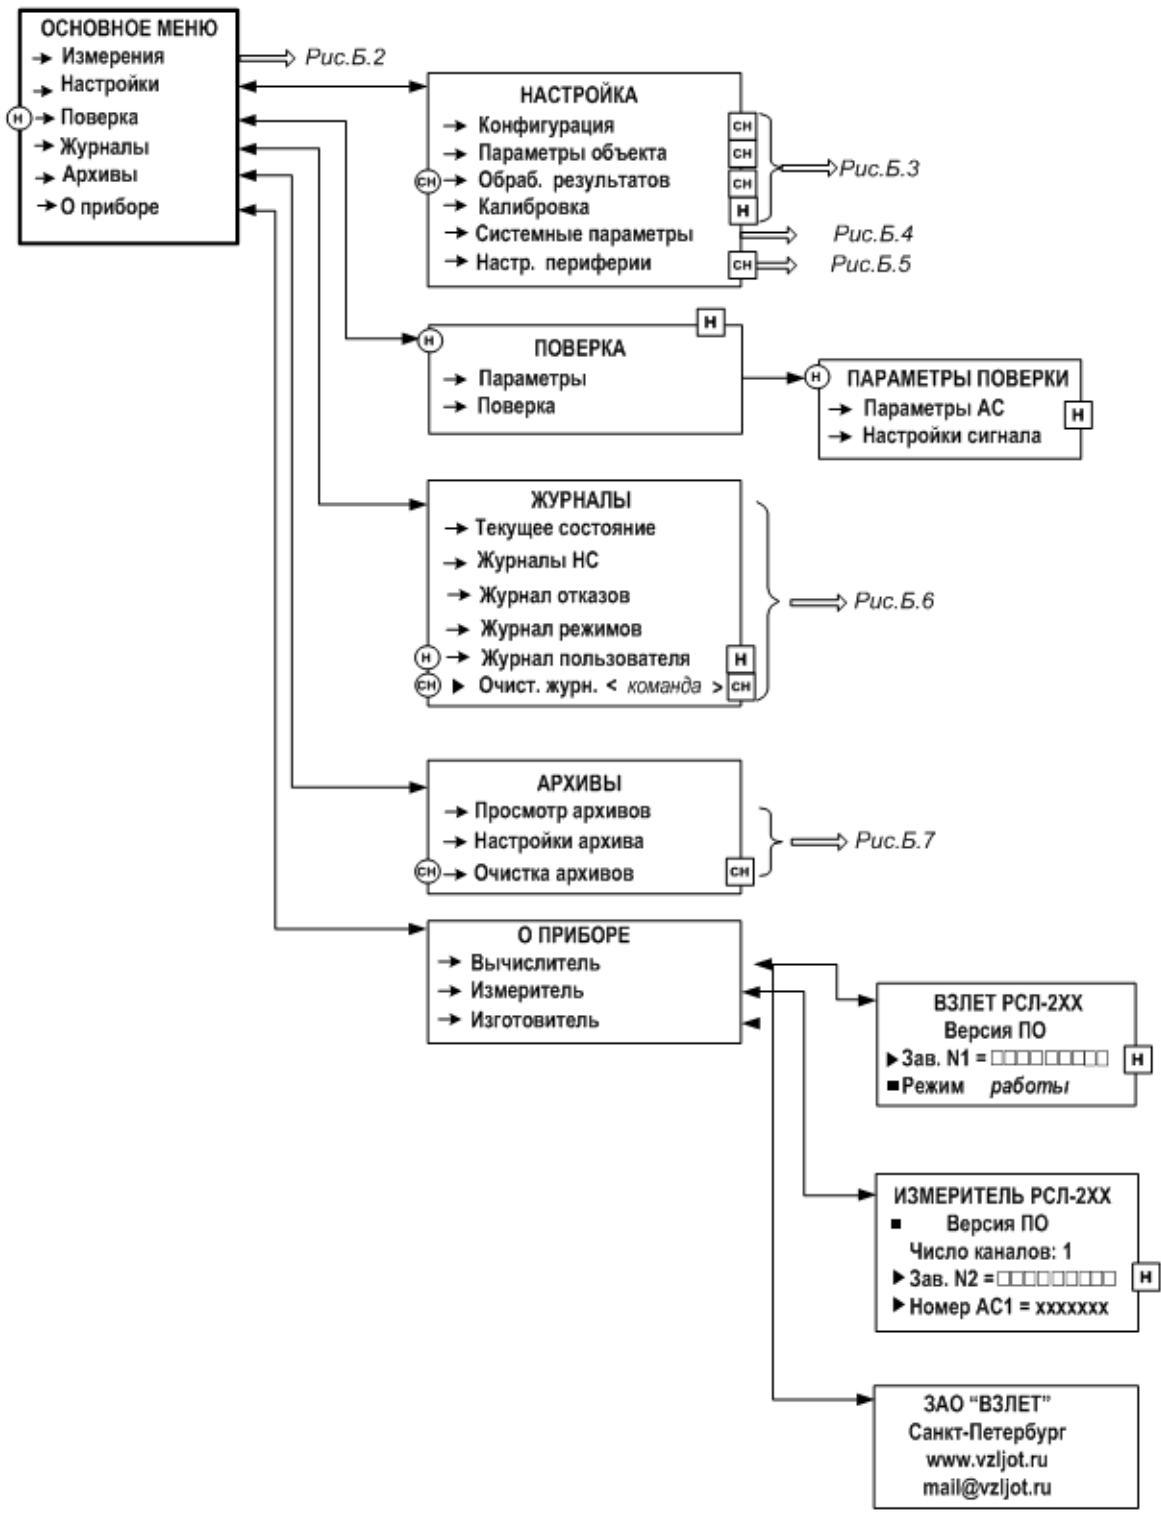 ОСНОВНОЕ МЕНЮ
Измерения
Рис.Б.2
Настройки
Н Поверка
Журналы
Архивы
О приборе
НАСТРОЙКА
Конфигурация СН
Параметры объекта СН
СН Обраб. результатов СН
Калибровка Н
Рис.Б.3
Системные параметры
Рис.Б.4
Настр. периферии СН
Рис.Б.5
Н
Н
ПОВЕРКА
Параметры
Поверка
Н ПАРАМЕТРЫ ПОВЕРКИ
Параметры АС
Н
Настройки сигнала
ЖУРНАЛЫ
Текущее состояние
Журналы НС
Журнал отказов
Журнал режимов
Н Журнал пользователя Н
СН Очист. журн. < команда > СН
Рис.Б.6
АРХИВЫ
Просмотр архивов
Настройки архива
СН Очистка архивов СН
Рис.Б.7
О ПРИБОРЕ
Вычислитель
Измеритель
Изготовитель
ВЗЛЕТ РСЛ-2ХХ
Версия ПО
Зав. N1 = □□□□□□□□□ Н
Режим работы
ИЗМЕРИТЕЛЬ РСЛ-2ХХ
Версия ПО
Число каналов: 1
Зав. N2 = □□□□□□□□□ Н
Номер АС1 = ххххххх
ЗАО “ВЗЛЕТ”
Санкт-Петербург
www.vzljot.ru
mail@vzljot.ru